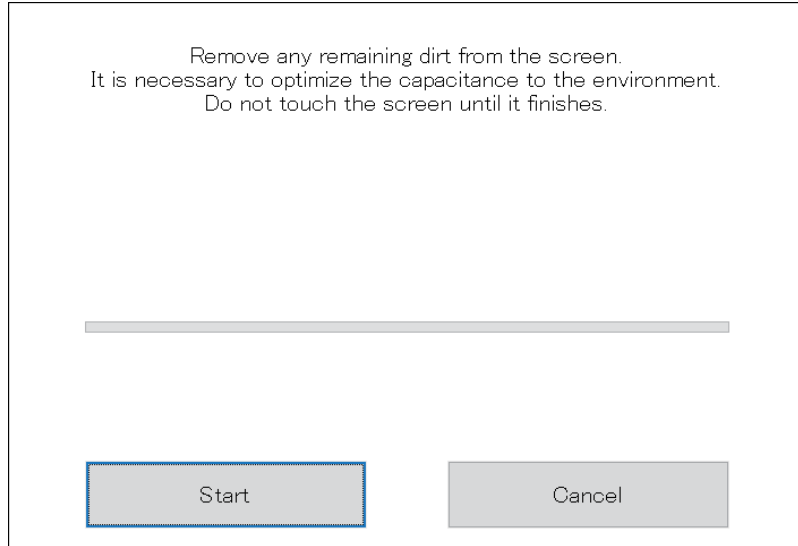 Remove any remaining dirt from the screen.
It is necessary to optimize the capacitance to the environment.
Do not touch the screen until it finishes.
Start
Cancel